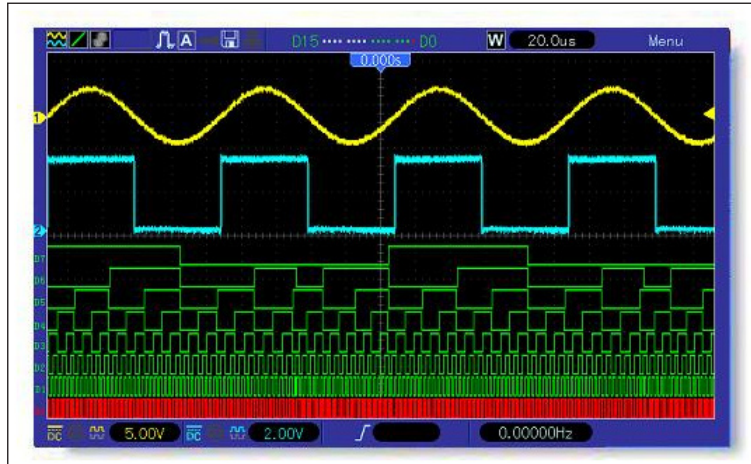 A D15 D0 W 20.0us Menu
0.000s
1
2
D7
D6
D5
D4
D3
D2
D1
DC 5.00V DC 2.00V 0.00000Hz